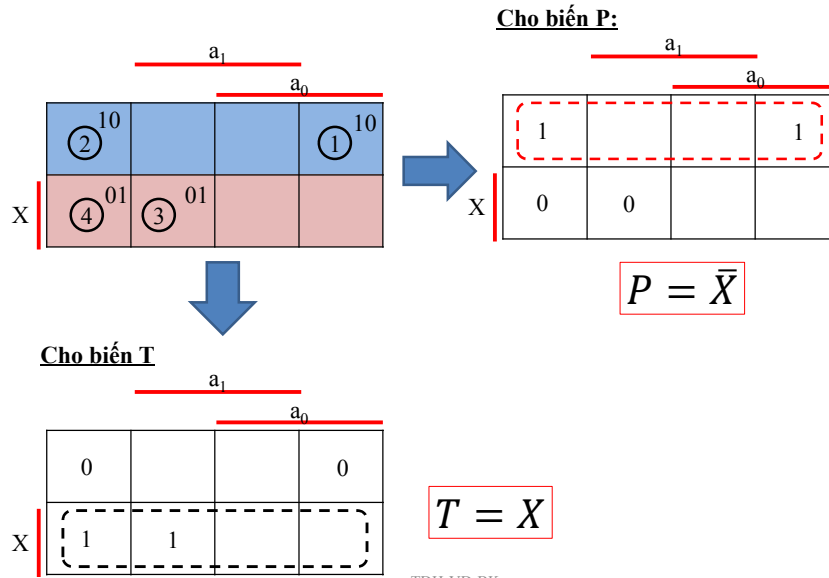 Cho biến P:
a1
a0
a1
a0
2 10 1 10
1 1
X 4 01 3 01
X 0 0
P = X̄
Cho biến T
a1
a0
0 0
X 1 1
T = X